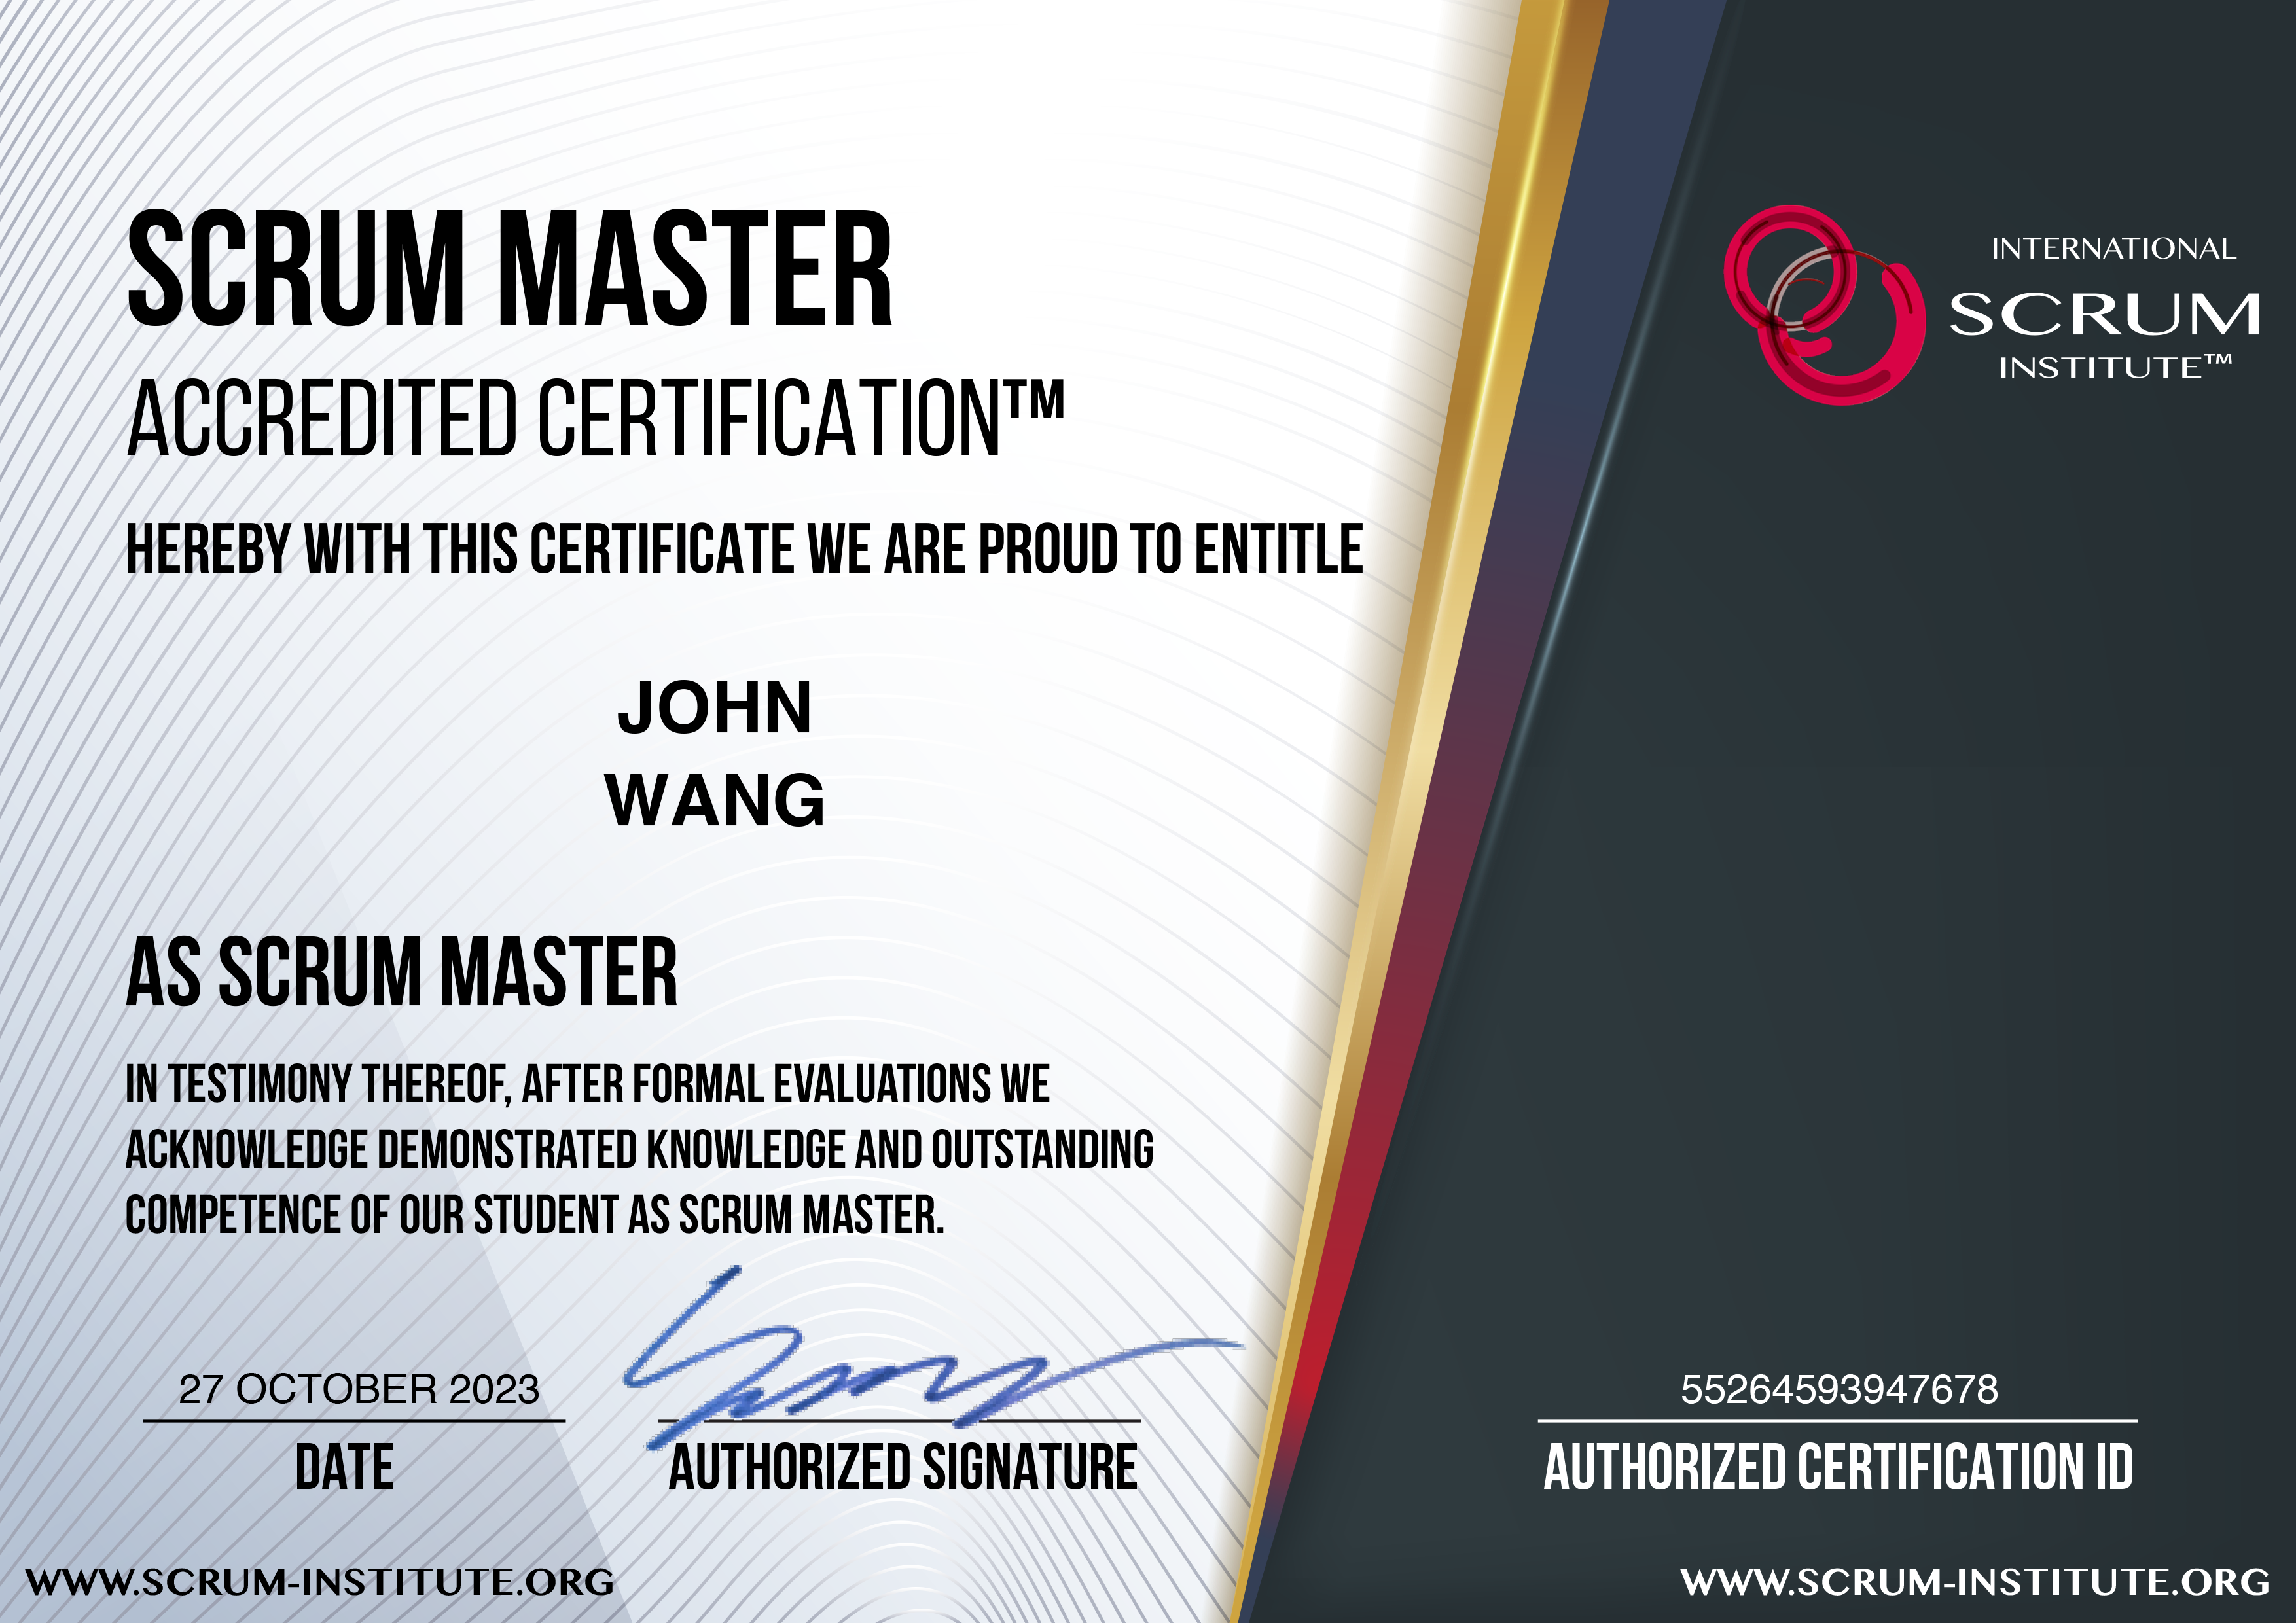 SCRUM MASTER
ACCREDITED CERTIFICATION™
HEREBY WITH THIS CERTIFICATE WE ARE PROUD TO ENTITLE
JOHN
WANG
AS SCRUM MASTER
IN TESTIMONY THEREOF, AFTER FORMAL EVALUATIONS WE
ACKNOWLEDGE DEMONSTRATED KNOWLEDGE AND OUTSTANDING
COMPETENCE OF OUR STUDENT AS SCRUM MASTER.
27 OCTOBER 2023
DATE
AUTHORIZED SIGNATURE
WWW.SCRUM-INSTITUTE.ORG
INTERNATIONAL
SCRUM
INSTITUTE™
55264593947678
AUTHORIZED CERTIFICATION ID
WWW.SCRUM-INSTITUTE.ORG